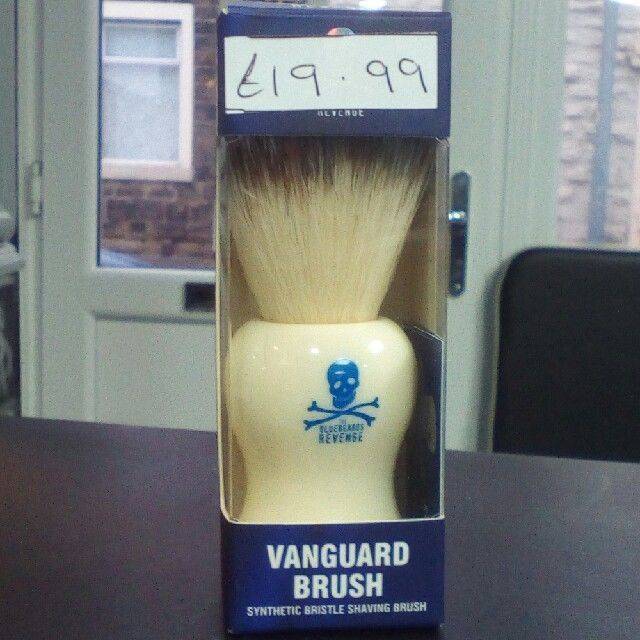 £19.99
REVENGE
THE
BLUEBEARDS
REVENGE
VANGUARD
BRUSH
SYNTHETIC BRISTLE SHAVING BRUSH